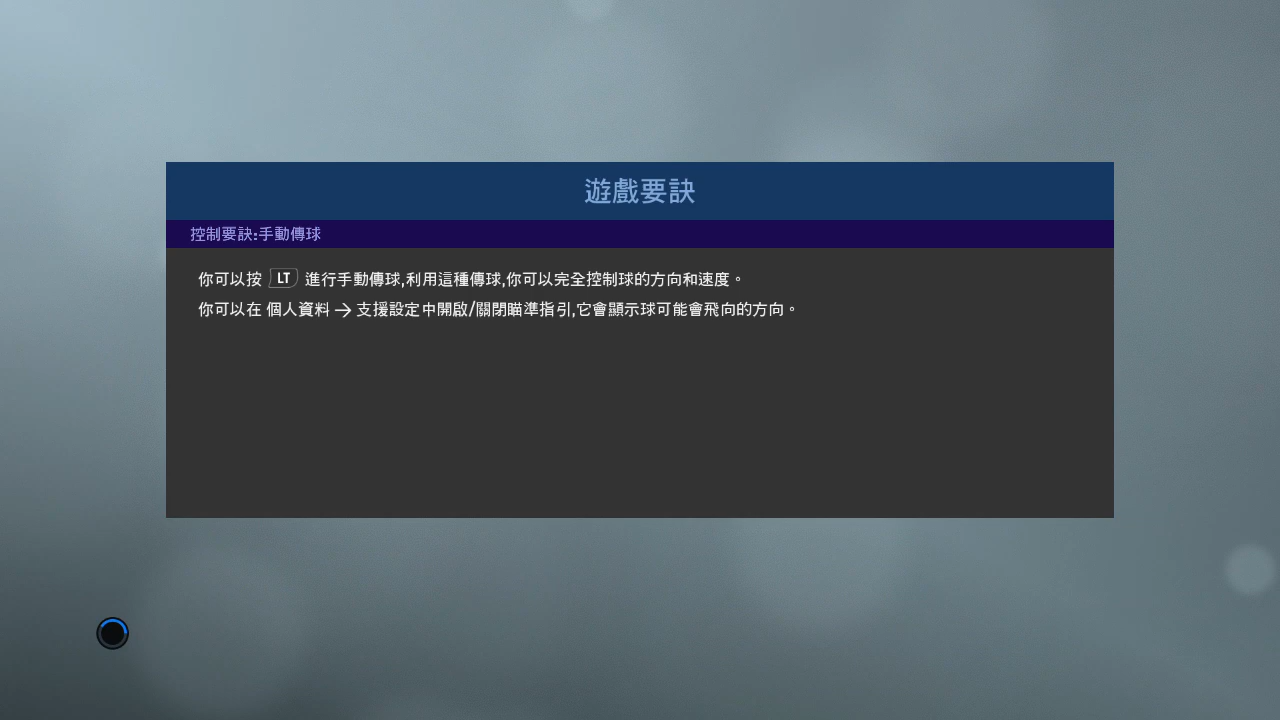 遊戲要訣
控制要訣:手動傳球
你可以按 LT 進行手動傳球,利用這種傳球,你可以完全控制球的方向和速度。
你可以在 個人資料 → 支援設定中開啟/關閉瞄準指引,它會顯示球可能會飛向的方向。